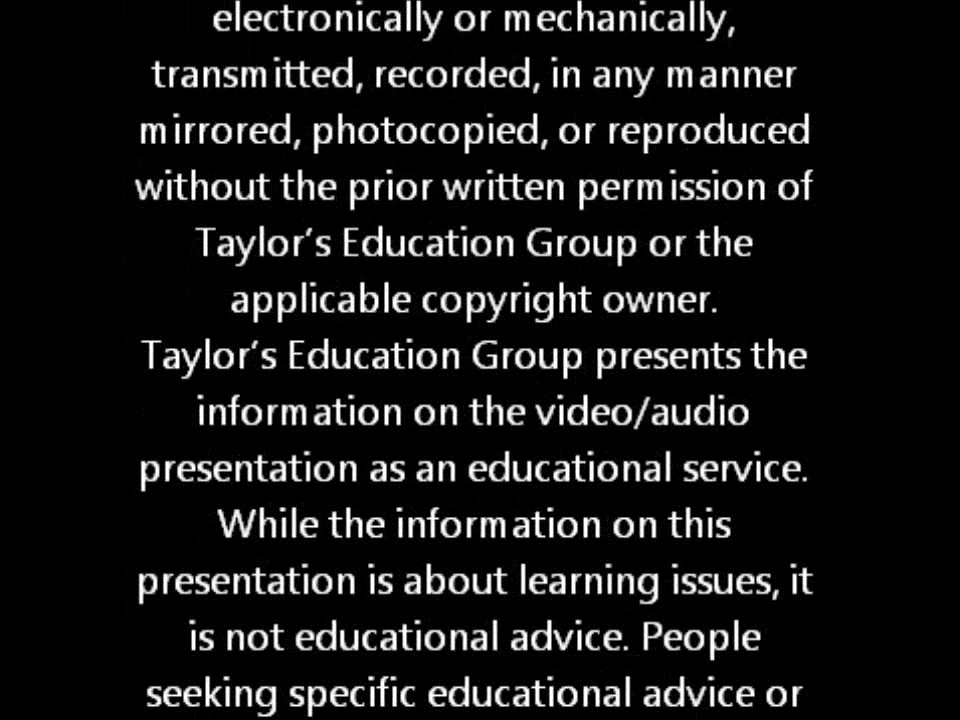 electronically or mechanically,
transmitted, recorded, in any manner
mirrored, photocopied, or reproduced
without the prior written permission of
Taylor’s Education Group or the
applicable copyright owner.
Taylor’s Education Group presents the
information on the video/audio
presentation as an educational service.
While the information on this
presentation is about learning issues, it
is not educational advice. People
seeking specific educational advice or